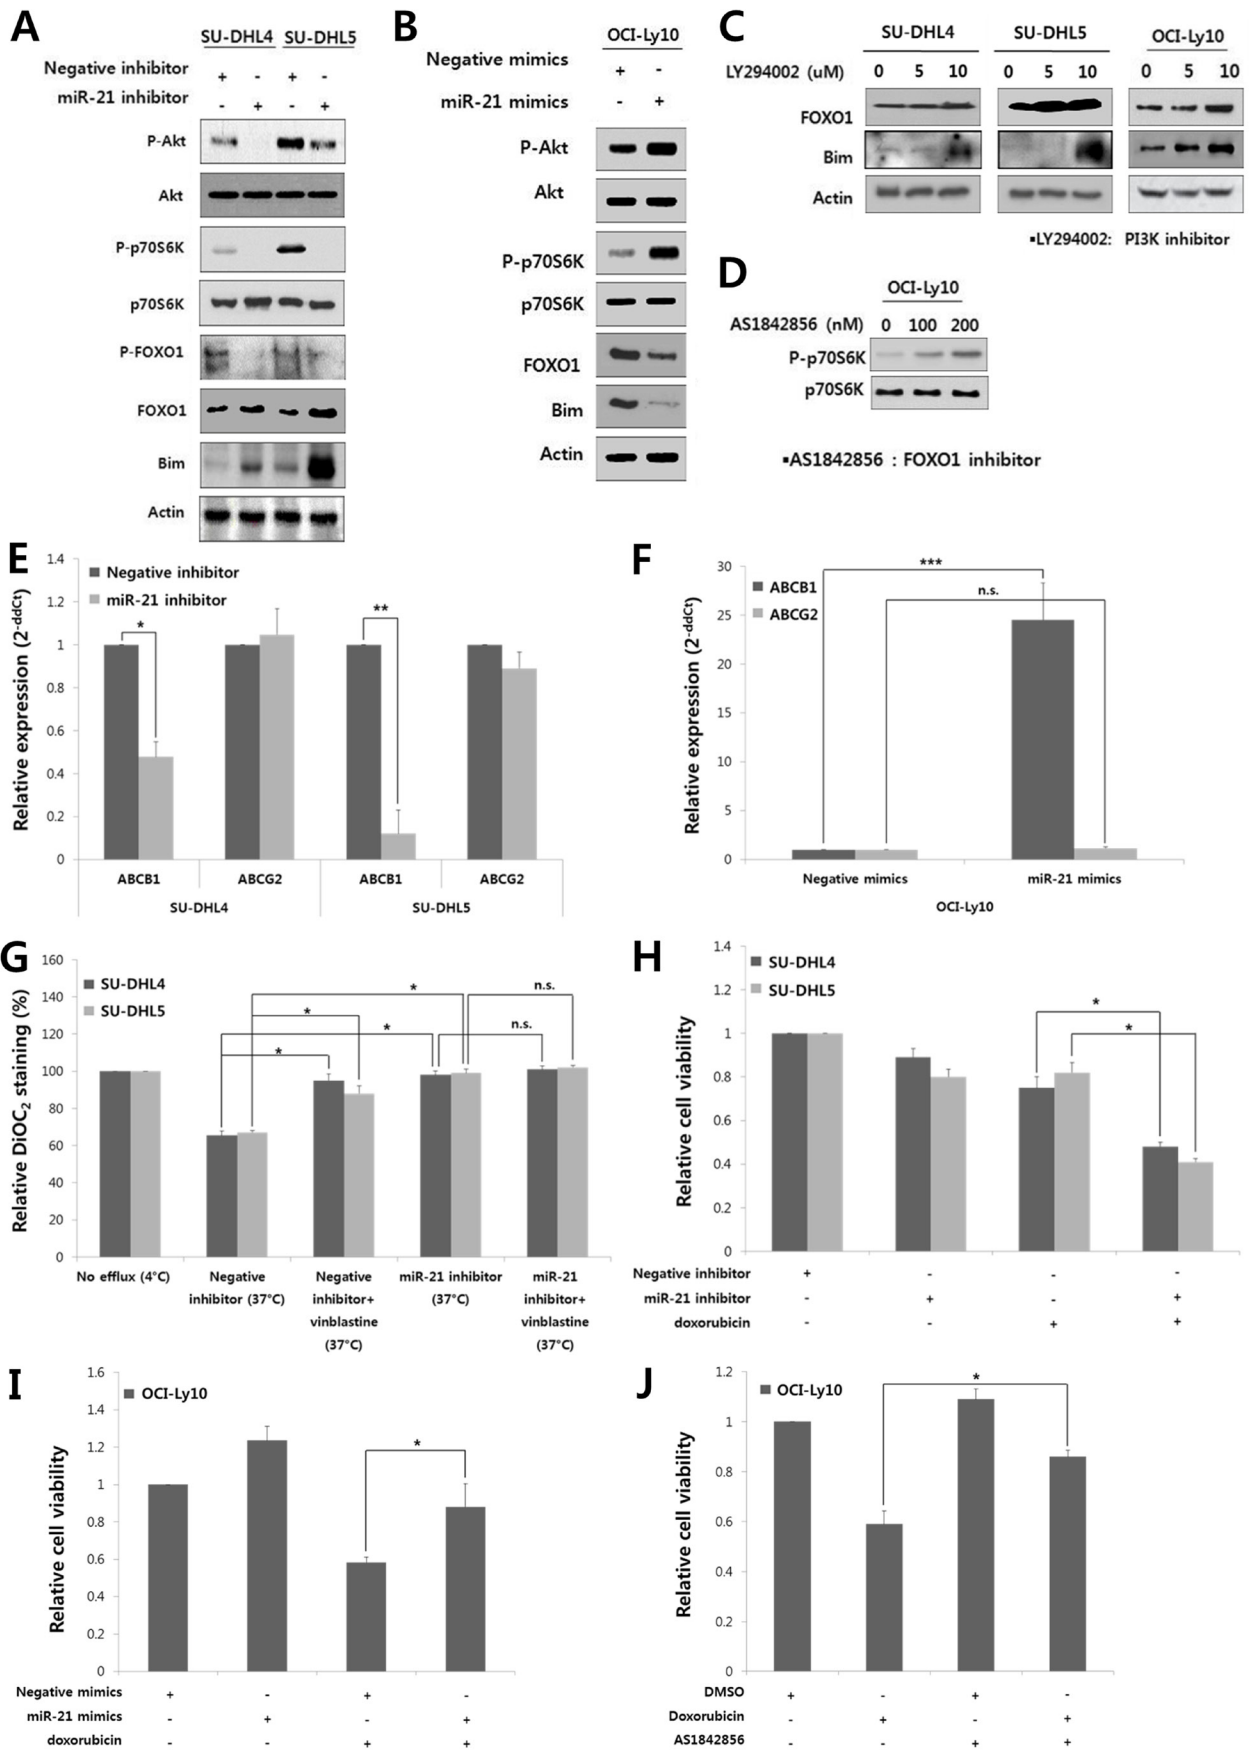 A
SU-DHL4 SU-DHL5
Negative inhibitor + - + -
miR-21 inhibitor - + - +
P-Akt
Akt
P-p70S6K
p70S6K
P-FOXO1
FOXO1
Bim
Actin
B
OCI-Ly10
Negative mimics + -
miR-21 mimics - +
P-Akt
Akt
P-p70S6K
p70S6K
FOXO1
Bim
Actin
C
SU-DHL4 SU-DHL5 OCI-Ly10
LY294002 (uM) 0 5 10 0 5 10 0 5 10
FOXO1
Bim
Actin
▪LY294002: PI3K inhibitor
D
OCI-Ly10
AS1842856 (nM) 0 100 200
P-p70S6K
p70S6K
▪AS1842856 : FOXO1 inhibitor
E
Relative expression (2-ddCt)
1.4
1.2
1
0.8
0.6
0.4
0.2
0
Negative inhibitor
miR-21 inhibitor
* **
ABCB1 ABCG2 ABCB1 ABCG2
SU-DHL4 SU-DHL5
F
Relative expression (2-ddCt)
30
25
20
15
10
5
0
ABCB1
ABCG2
***
n.s.
Negative mimics miR-21 mimics
OCI-Ly10
G
Relative DiOC2 staining (%)
160
140
120
100
80
60
40
20
0
SU-DHL4
SU-DHL5
* n.s.
*
* n.s.
*
No efflux (4°C) Negative Negative miR-21 inhibitor miR-21
inhibitor (37°C) inhibitor+ (37°C) inhibitor+
vinblastine vinblastine
(37°C) (37°C)
H
Relative cell viability
1.4
1.2
1
0.8
0.6
0.4
0.2
0
SU-DHL4
SU-DHL5
*
*
Negative inhibitor + - - -
miR-21 inhibitor - + - +
doxorubicin - - + +
I
Relative cell viability
1.6
1.4
1.2
1
0.8
0.6
0.4
0.2
0
OCI-Ly10
*
Negative mimics + - + -
miR-21 mimics - + - +
doxorubicin - - + +
J
Relative cell viability
1.2
1
0.8
0.6
0.4
0.2
0
OCI-Ly10
*
DMSO + - + -
Doxorubicin - + - +
AS1842856 - - + +